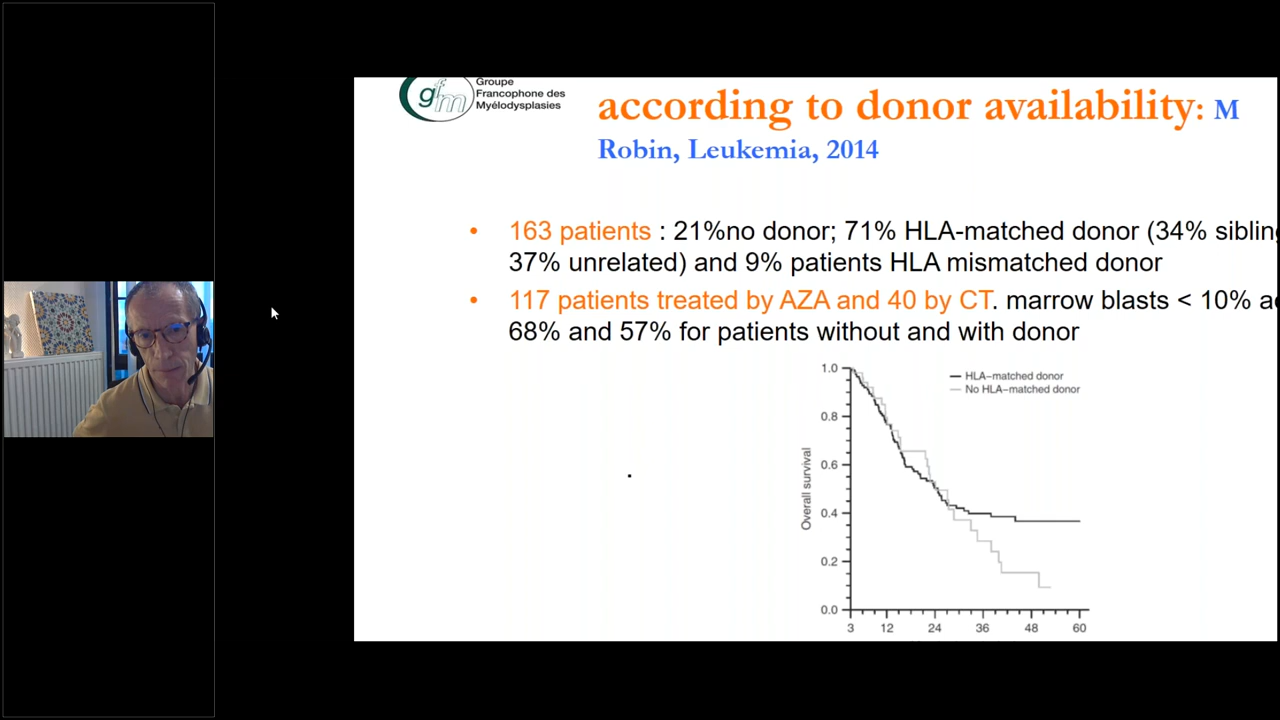 Groupe
Francophone des
Myélodysplasies
gfm
according to donor availability: M
Robin, Leukemia, 2014
• 163 patients : 21%no donor; 71% HLA-matched donor (34% sibling
37% unrelated) and 9% patients HLA mismatched donor
• 117 patients treated by AZA and 40 by CT. marrow blasts < 10% a
68% and 57% for patients without and with donor
HLA-matched donor
No HLA-matched donor
Overall survival
1.0
0.8
0.6
0.4
0.2
0.0
3 12 24 36 48 60